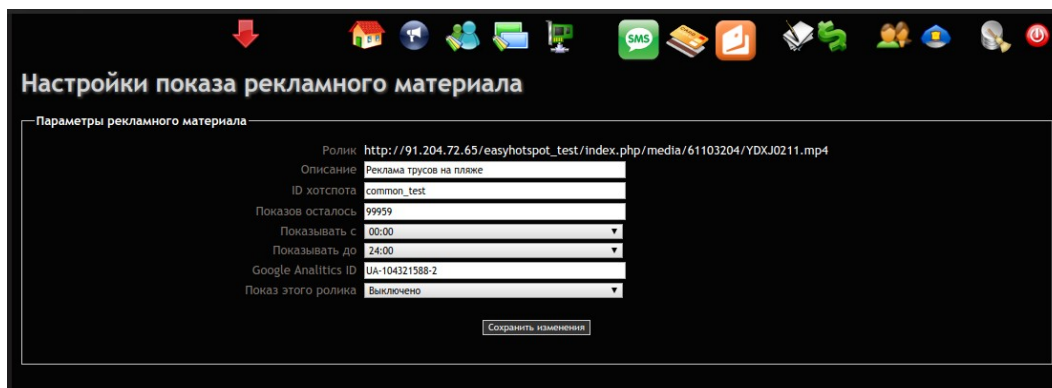 SMS
Настройки показа рекламного материала
Параметры рекламного материала
Ролик http://91.204.72.65/easyhotspot_test/index.php/media/61103204/YDXJ0211.mp4
Описание Реклама трусов на пляже
ID хотспота common_test
Показов осталось 99959
Показывать с 00:00
Показывать до 24:00
Google Analitics ID UA-104321588-2
Показ этого ролика Выключено
Сохранить изменения